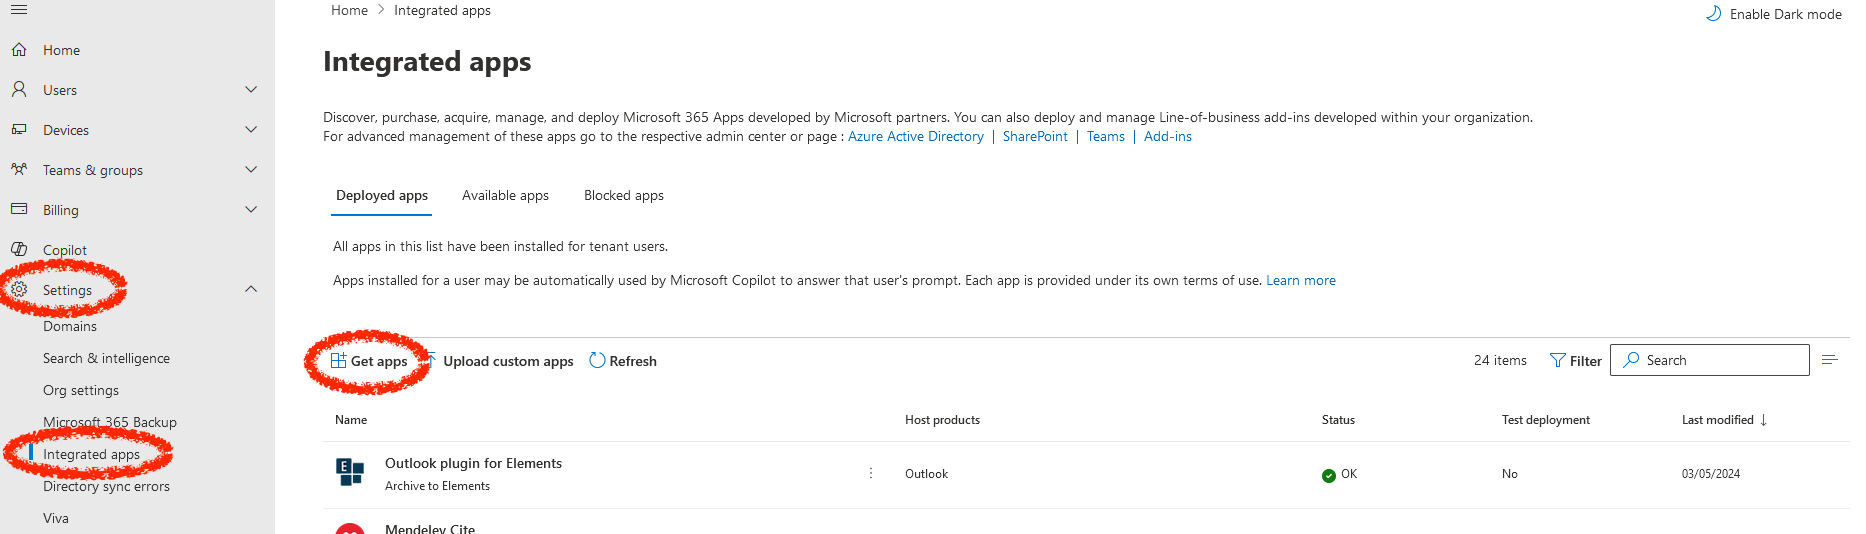 Home > Integrated apps
Enable Dark mode
Home
Users
Devices
Teams & groups
Billing
Copilot
Settings
Domains
Search & intelligence
Org settings
Microsoft 365 Backup
Integrated apps
Directory sync errors
Viva
Integrated apps
Discover, purchase, acquire, manage, and deploy Microsoft 365 Apps developed by Microsoft partners. You can also deploy and manage Line-of-business add-ins developed within your organization.
For advanced management of these apps go to the respective admin center or page : Azure Active Directory | SharePoint | Teams | Add-ins
Deployed apps Available apps Blocked apps
All apps in this list have been installed for tenant users.
Apps installed for a user may be automatically used by Microsoft Copilot to answer that user's prompt. Each app is provided under its own terms of use. Learn more
Get apps Upload custom apps Refresh 24 items Filter Search
Name Host products Status Test deployment Last modified ↓
E
Outlook plugin for Elements
Archive to Elements
Outlook OK No 03/05/2024
Mendeley Cite